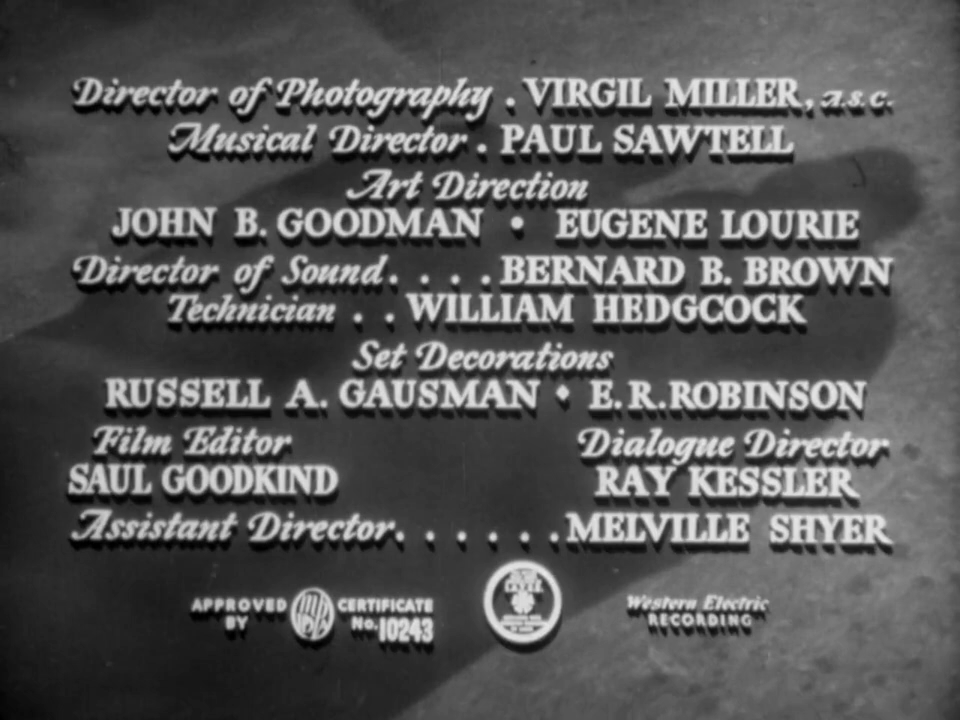 Director of Photography . VIRGIL MILLER, A.S.C.
Musical Director . PAUL SAWTELL
Art Direction
JOHN B. GOODMAN • EUGENE LOURIE
Director of Sound . . . . BERNARD B. BROWN
Technician . . WILLIAM HEDGCOCK
Set Decorations
RUSSELL A. GAUSMAN • E.R. ROBINSON
Film Editor Dialogue Director
SAUL GOODKIND RAY KESSLER
Assistant Director . . . . . . MELVILLE SHYER
APPROVED CERTIFICATE Western Electric
BY No. 10243 RECORDING